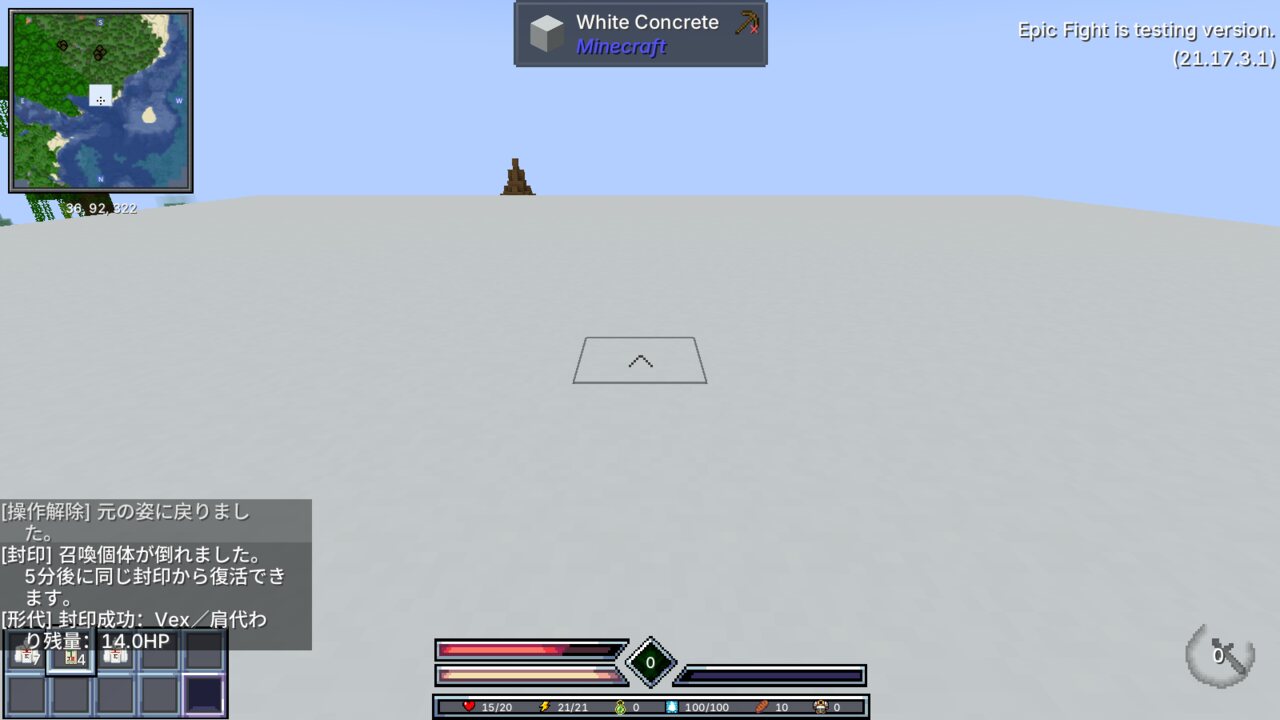 White Concrete
Minecraft
Epic Fight is testing version.
(21.17.3.1)
S
E
W
N
36, 92, 322
[操作解除] 元の姿に戻りまし
た。
[封印] 召喚個体が倒れました。
5分後に同じ封印から復活でき
ます。
[形代] 封印成功: Vex／肩代わ
り残量: 14.0HP
7
4
0
0
15/20
21/21
0
100/100
10
0